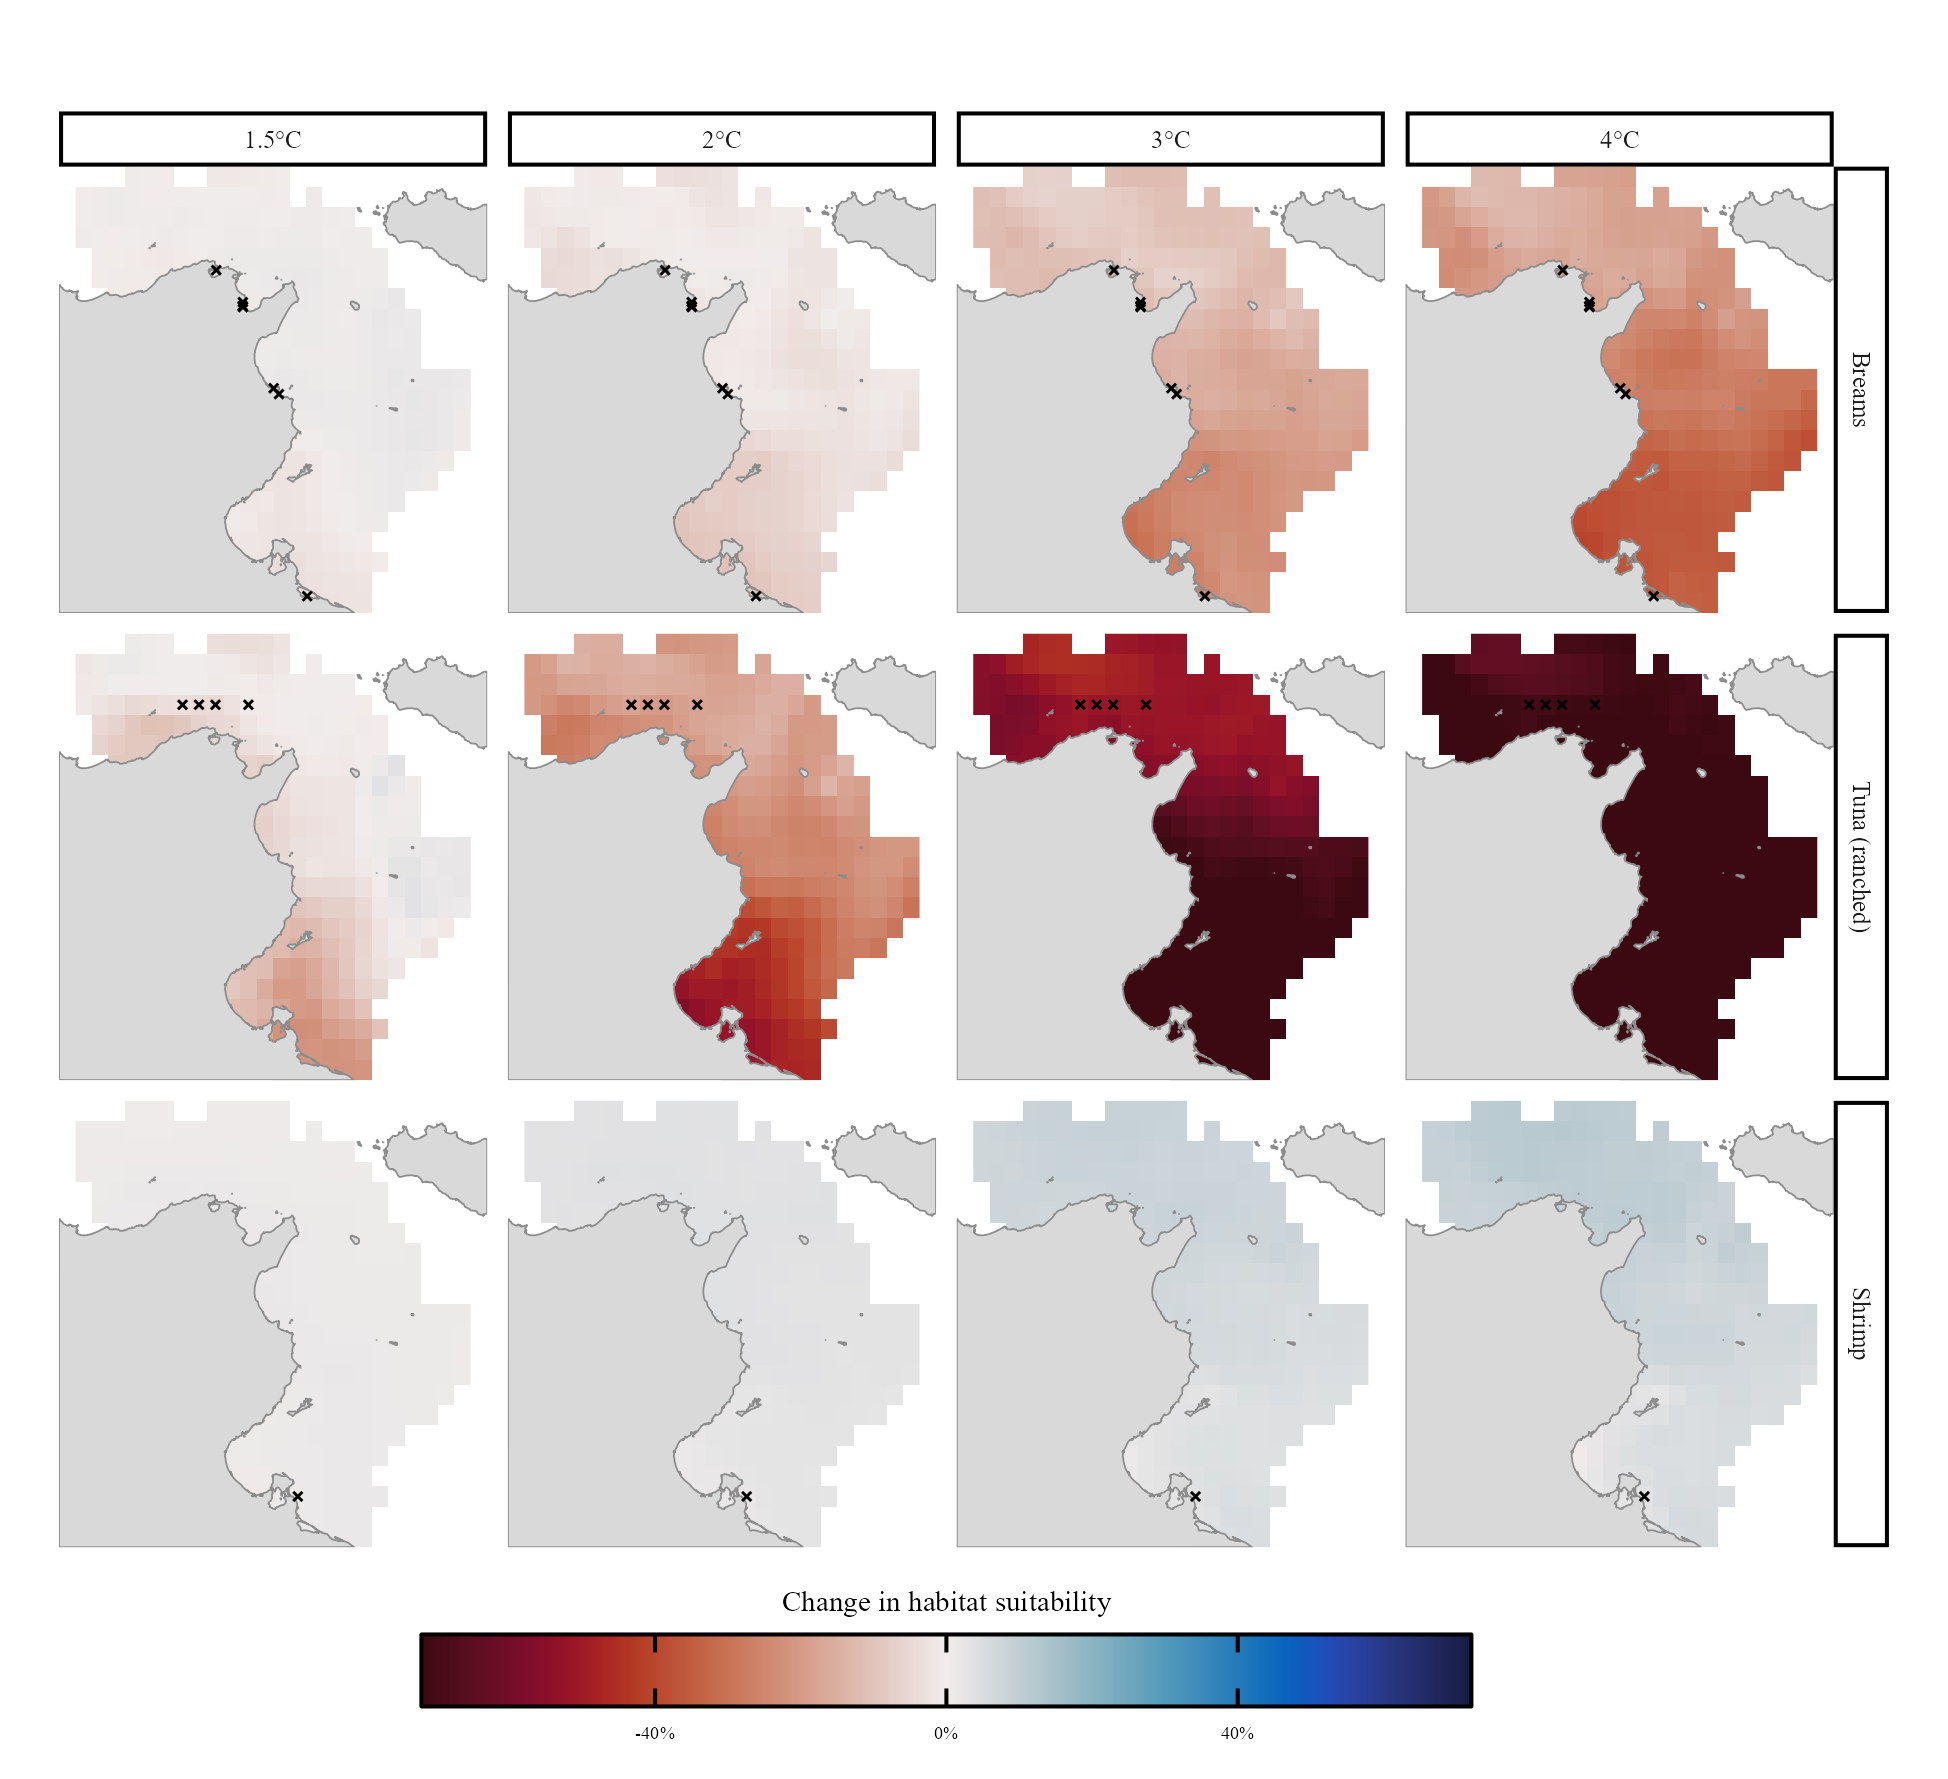 1.5°C
2°C
3°C
4°C
Breams
Tuna (ranched)
Shrimp
Change in habitat suitability
-40%
0%
40%